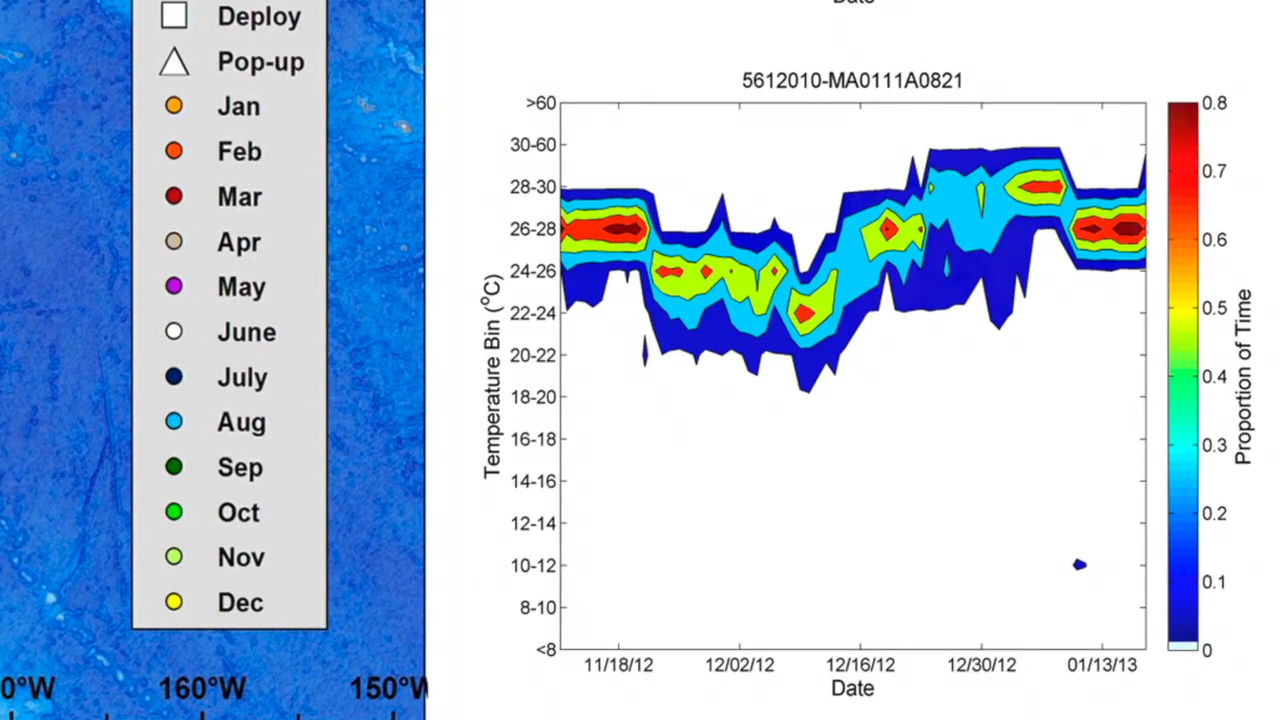 Deploy
Pop-up
Jan
Feb
Mar
Apr
May
June
July
Aug
Sep
Oct
Nov
Dec
0°W
160°W
150°W
Date
5612010-MA0111A0821
>60
30-60
28-30
26-28
24-26
22-24
20-22
18-20
16-18
14-16
12-14
10-12
8-10
<8
Temperature Bin (°C)
11/18/12
12/02/12
12/16/12
12/30/12
01/13/13
Date
0.8
0.7
0.6
0.5
0.4
0.3
0.2
0.1
0
Proportion of Time